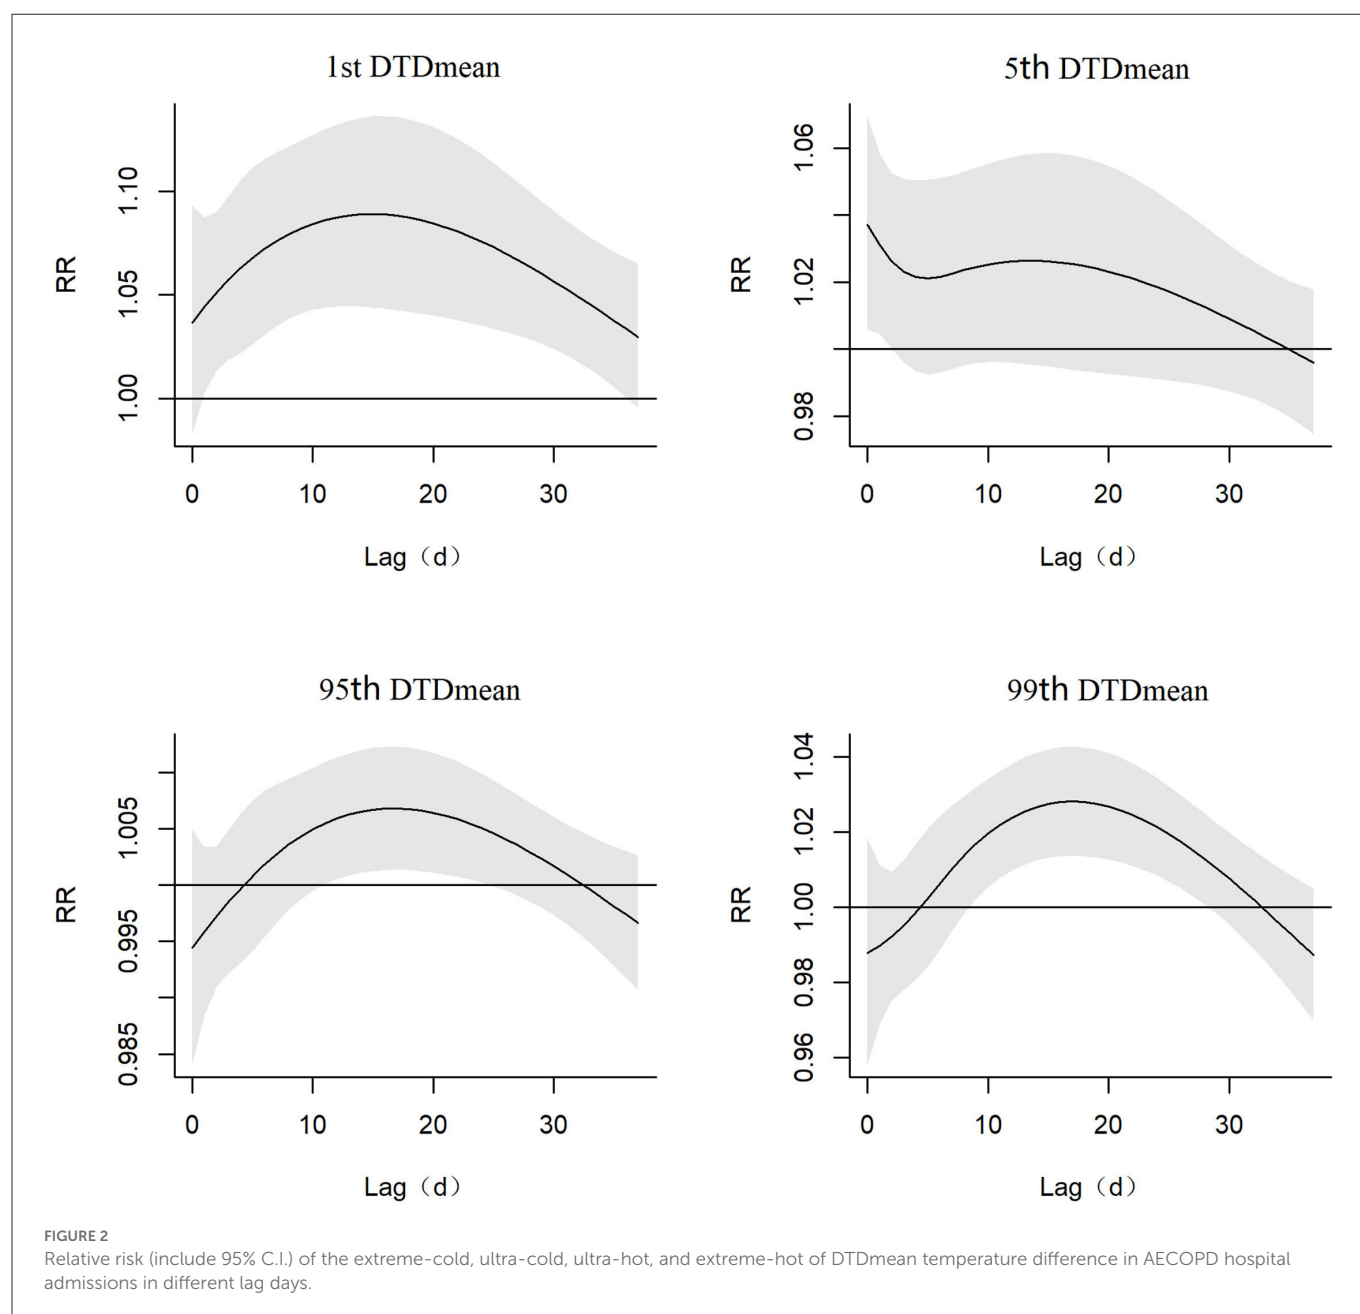 1st DTDmean
5th DTDmean
RR
1.00 1.05 1.10
0 10 20 30
Lag（d）
RR
0.98 1.02 1.06
0 10 20 30
Lag（d）
95th DTDmean
99th DTDmean
RR
0.985 0.995 1.005
0 10 20 30
Lag（d）
RR
0.96 0.98 1.00 1.02 1.04
0 10 20 30
Lag（d）
FIGURE 2
Relative risk (include 95% C.I.) of the extreme-cold, ultra-cold, ultra-hot, and extreme-hot of DTDmean temperature difference in AECOPD hospital
admissions in different lag days.